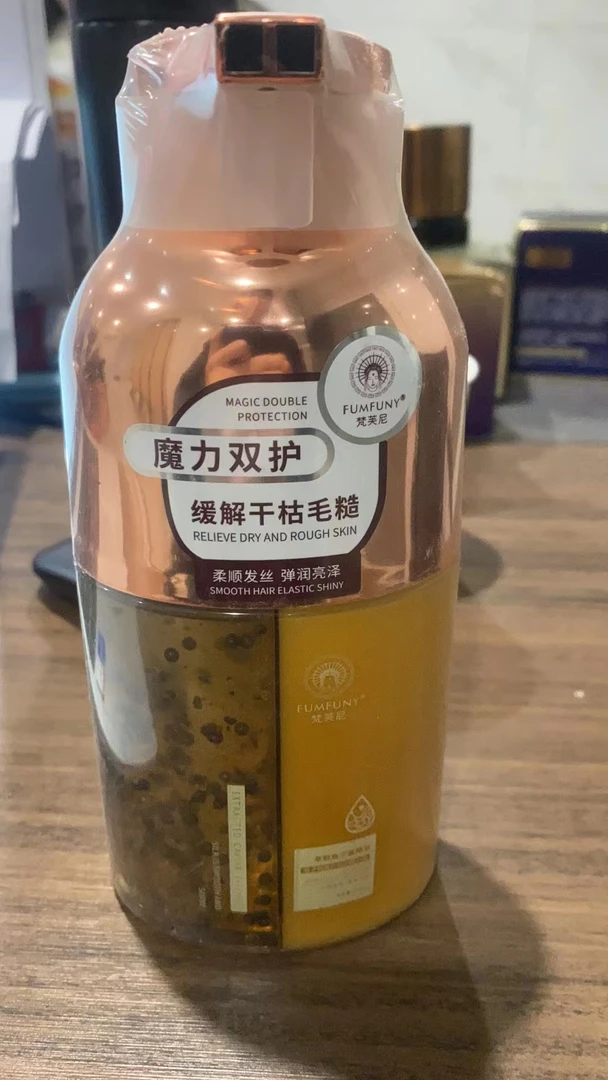 MAGIC DOUBLE
PROTECTION
FUMFUNY®
梵芙尼
魔力双护
缓解干枯毛糙
RELIEVE DRY AND ROUGH SKIN
柔顺发丝 弹润亮泽
SMOOTH HAIR ELASTIC SHINY
FUMFUNY®
梵芙尼